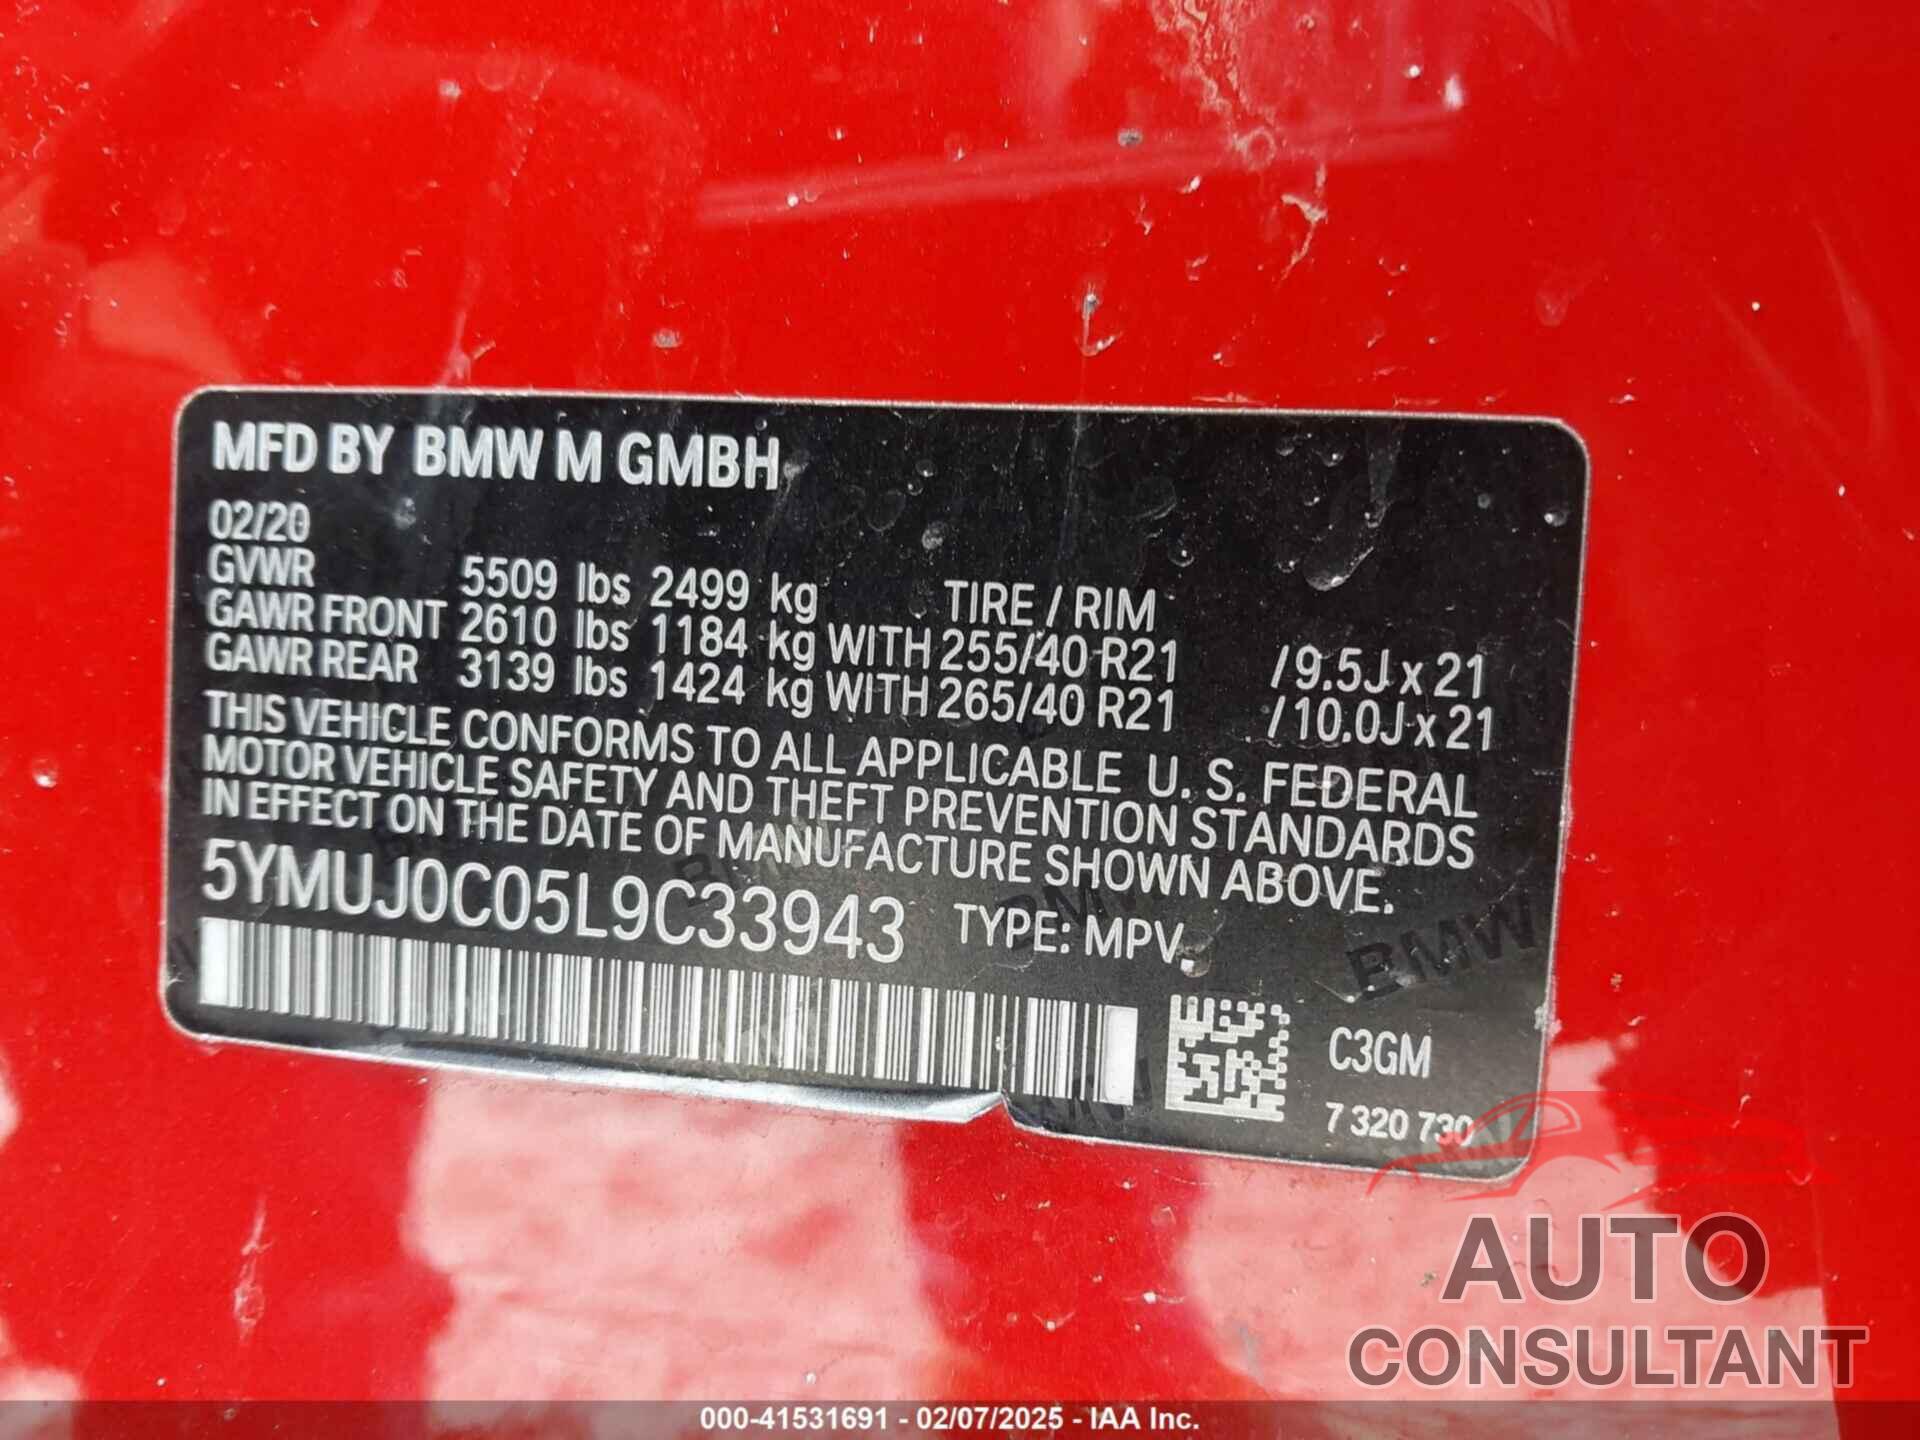 MFD BY BMW M GMBH
02/20
GVWR 5509 lbs 2499 kg TIRE / RIM
GAWR FRONT 2610 lbs 1184 kg WITH 255/40 R21 /9.5J x 21
GAWR REAR 3139 lbs 1424 kg WITH 265/40 R21 /10.0J x 21
THIS VEHICLE CONFORMS TO ALL APPLICABLE U. S. FEDERAL
MOTOR VEHICLE SAFETY AND THEFT PREVENTION STANDARDS
IN EFFECT ON THE DATE OF MANUFACTURE SHOWN ABOVE.
5YMUJ0C05L9C33943 TYPE: MPV
BMW BMW
C3GM
7 320 730
AUTO
CONSULTANT
000-41531691 - 02/07/2025 - IAA Inc.